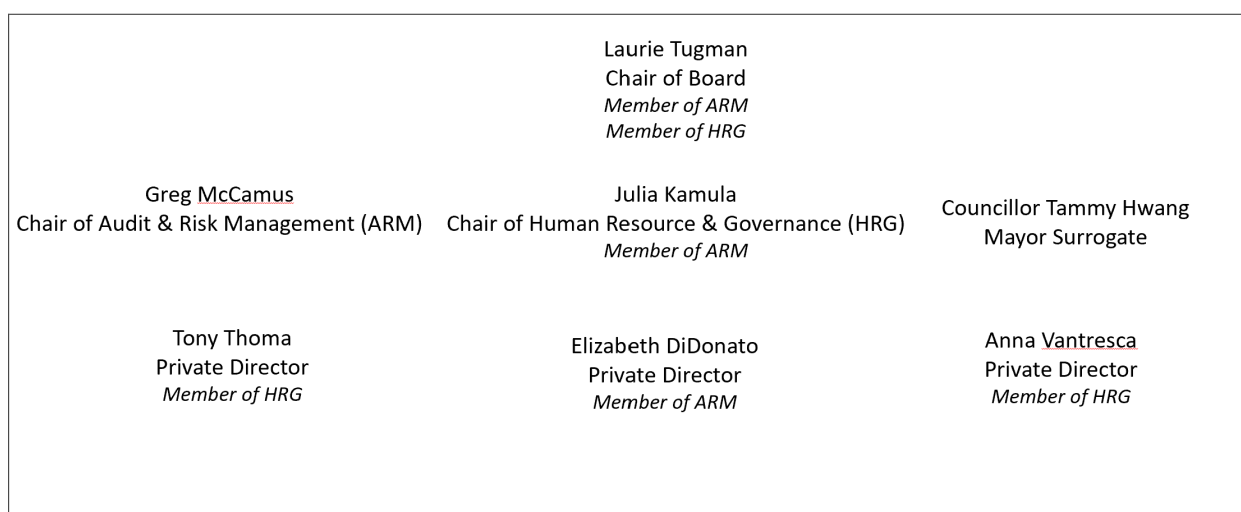 Laurie Tugman
Chair of Board
Member of ARM
Member of HRG
Greg McCamus
Chair of Audit & Risk Management (ARM)
Julia Kamula
Chair of Human Resource & Governance (HRG)
Member of ARM
Councillor Tammy Hwang
Mayor Surrogate
Tony Thoma
Private Director
Member of HRG
Elizabeth DiDonato
Private Director
Member of ARM
Anna Vantresca
Private Director
Member of HRG